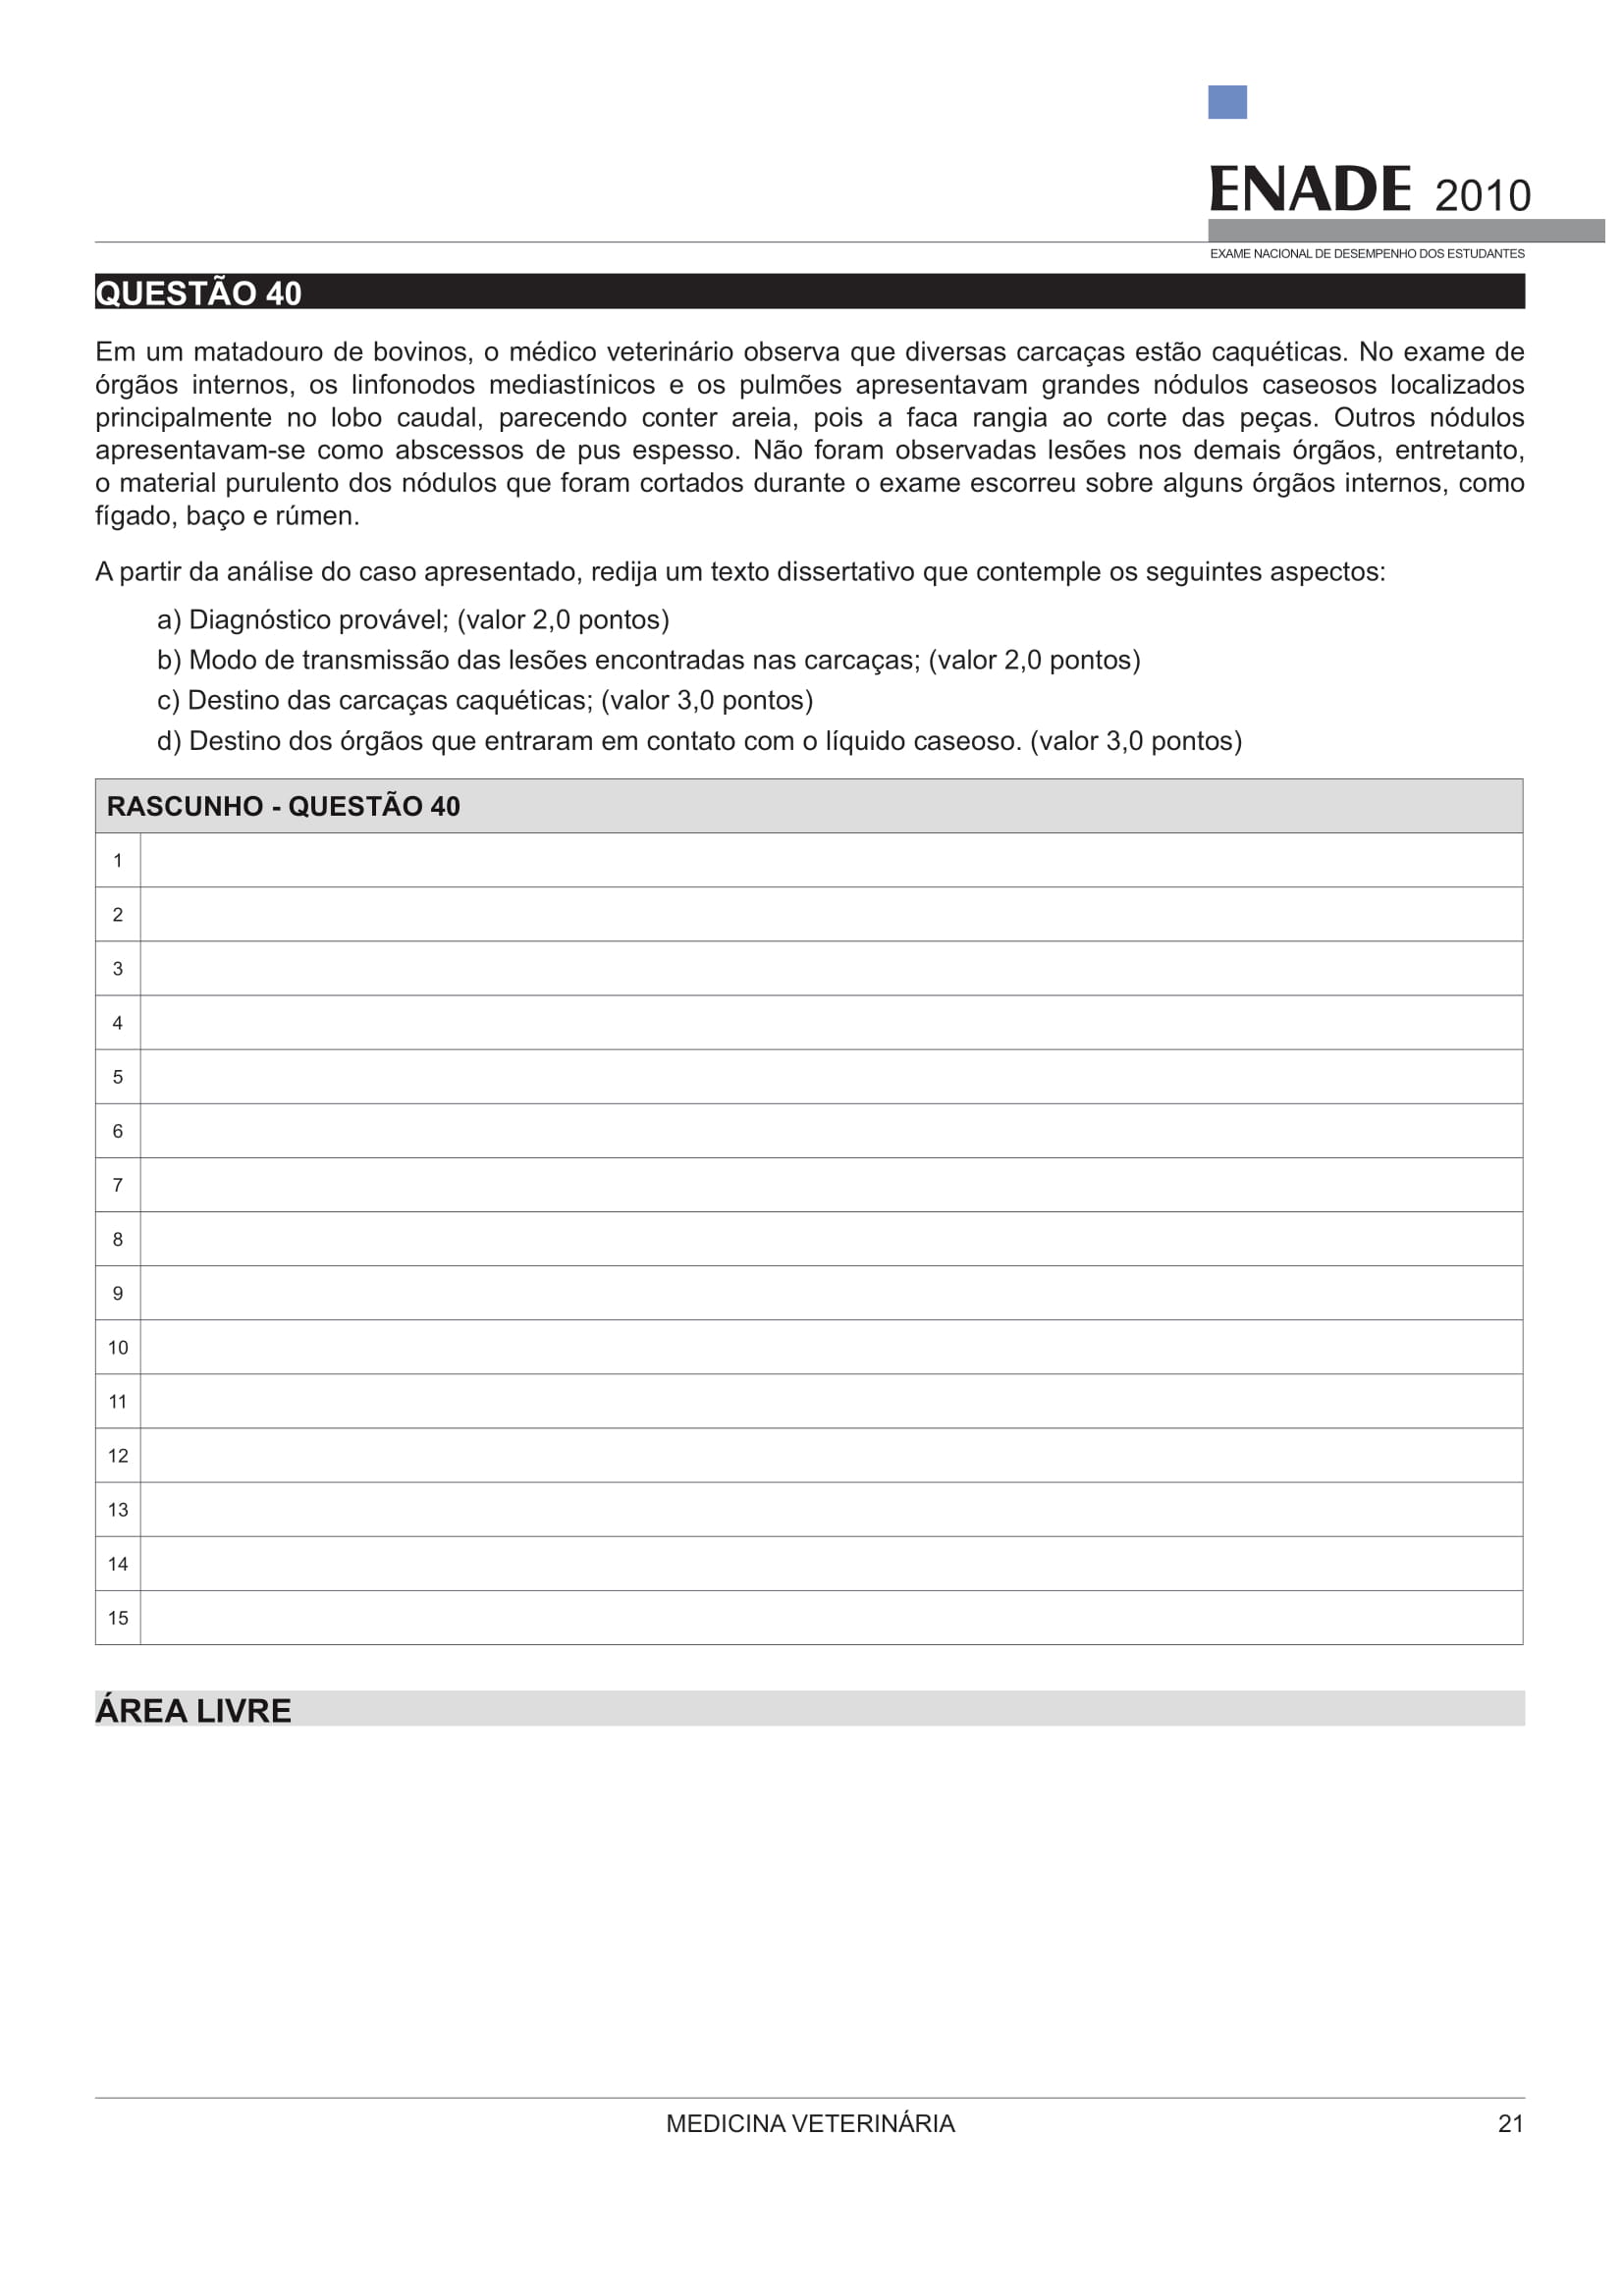 ENADE 2010
EXAME NACIONAL DE DESEMPENHO DOS ESTUDANTES
QUESTÃO 40
Em um matadouro de bovinos, o médico veterinário observa que diversas carcaças estão caquéticas. No exame de
órgãos internos, os linfonodos mediastínicos e os pulmões apresentavam grandes nódulos caseosos localizados
principalmente no lobo caudal, parecendo conter areia, pois a faca rangia ao corte das peças. Outros nódulos
apresentavam-se como abscessos de pus espesso. Não foram observadas lesões nos demais órgãos, entretanto,
o material purulento dos nódulos que foram cortados durante o exame escorreu sobre alguns órgãos internos, como
fígado, baço e rúmen.
A partir da análise do caso apresentado, redija um texto dissertativo que contemple os seguintes aspectos:
a) Diagnóstico provável; (valor 2,0 pontos)
b) Modo de transmissão das lesões encontradas nas carcaças; (valor 2,0 pontos)
c) Destino das carcaças caquéticas; (valor 3,0 pontos)
d) Destino dos órgãos que entraram em contato com o líquido caseoso. (valor 3,0 pontos)
RASCUNHO - QUESTÃO 40
1
2
3
4
5
6
7
8
9
10
11
12
13
14
15
ÁREA LIVRE
MEDICINA VETERINÁRIA 21